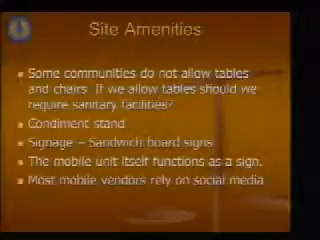 Site Amenities
Some communities do not allow tables
and chairs. If we allow tables should we
require sanitary facilities?
Condiment stand
Signage – Sandwich board signs
The mobile unit itself functions as a sign.
Most mobile vendors rely on social media